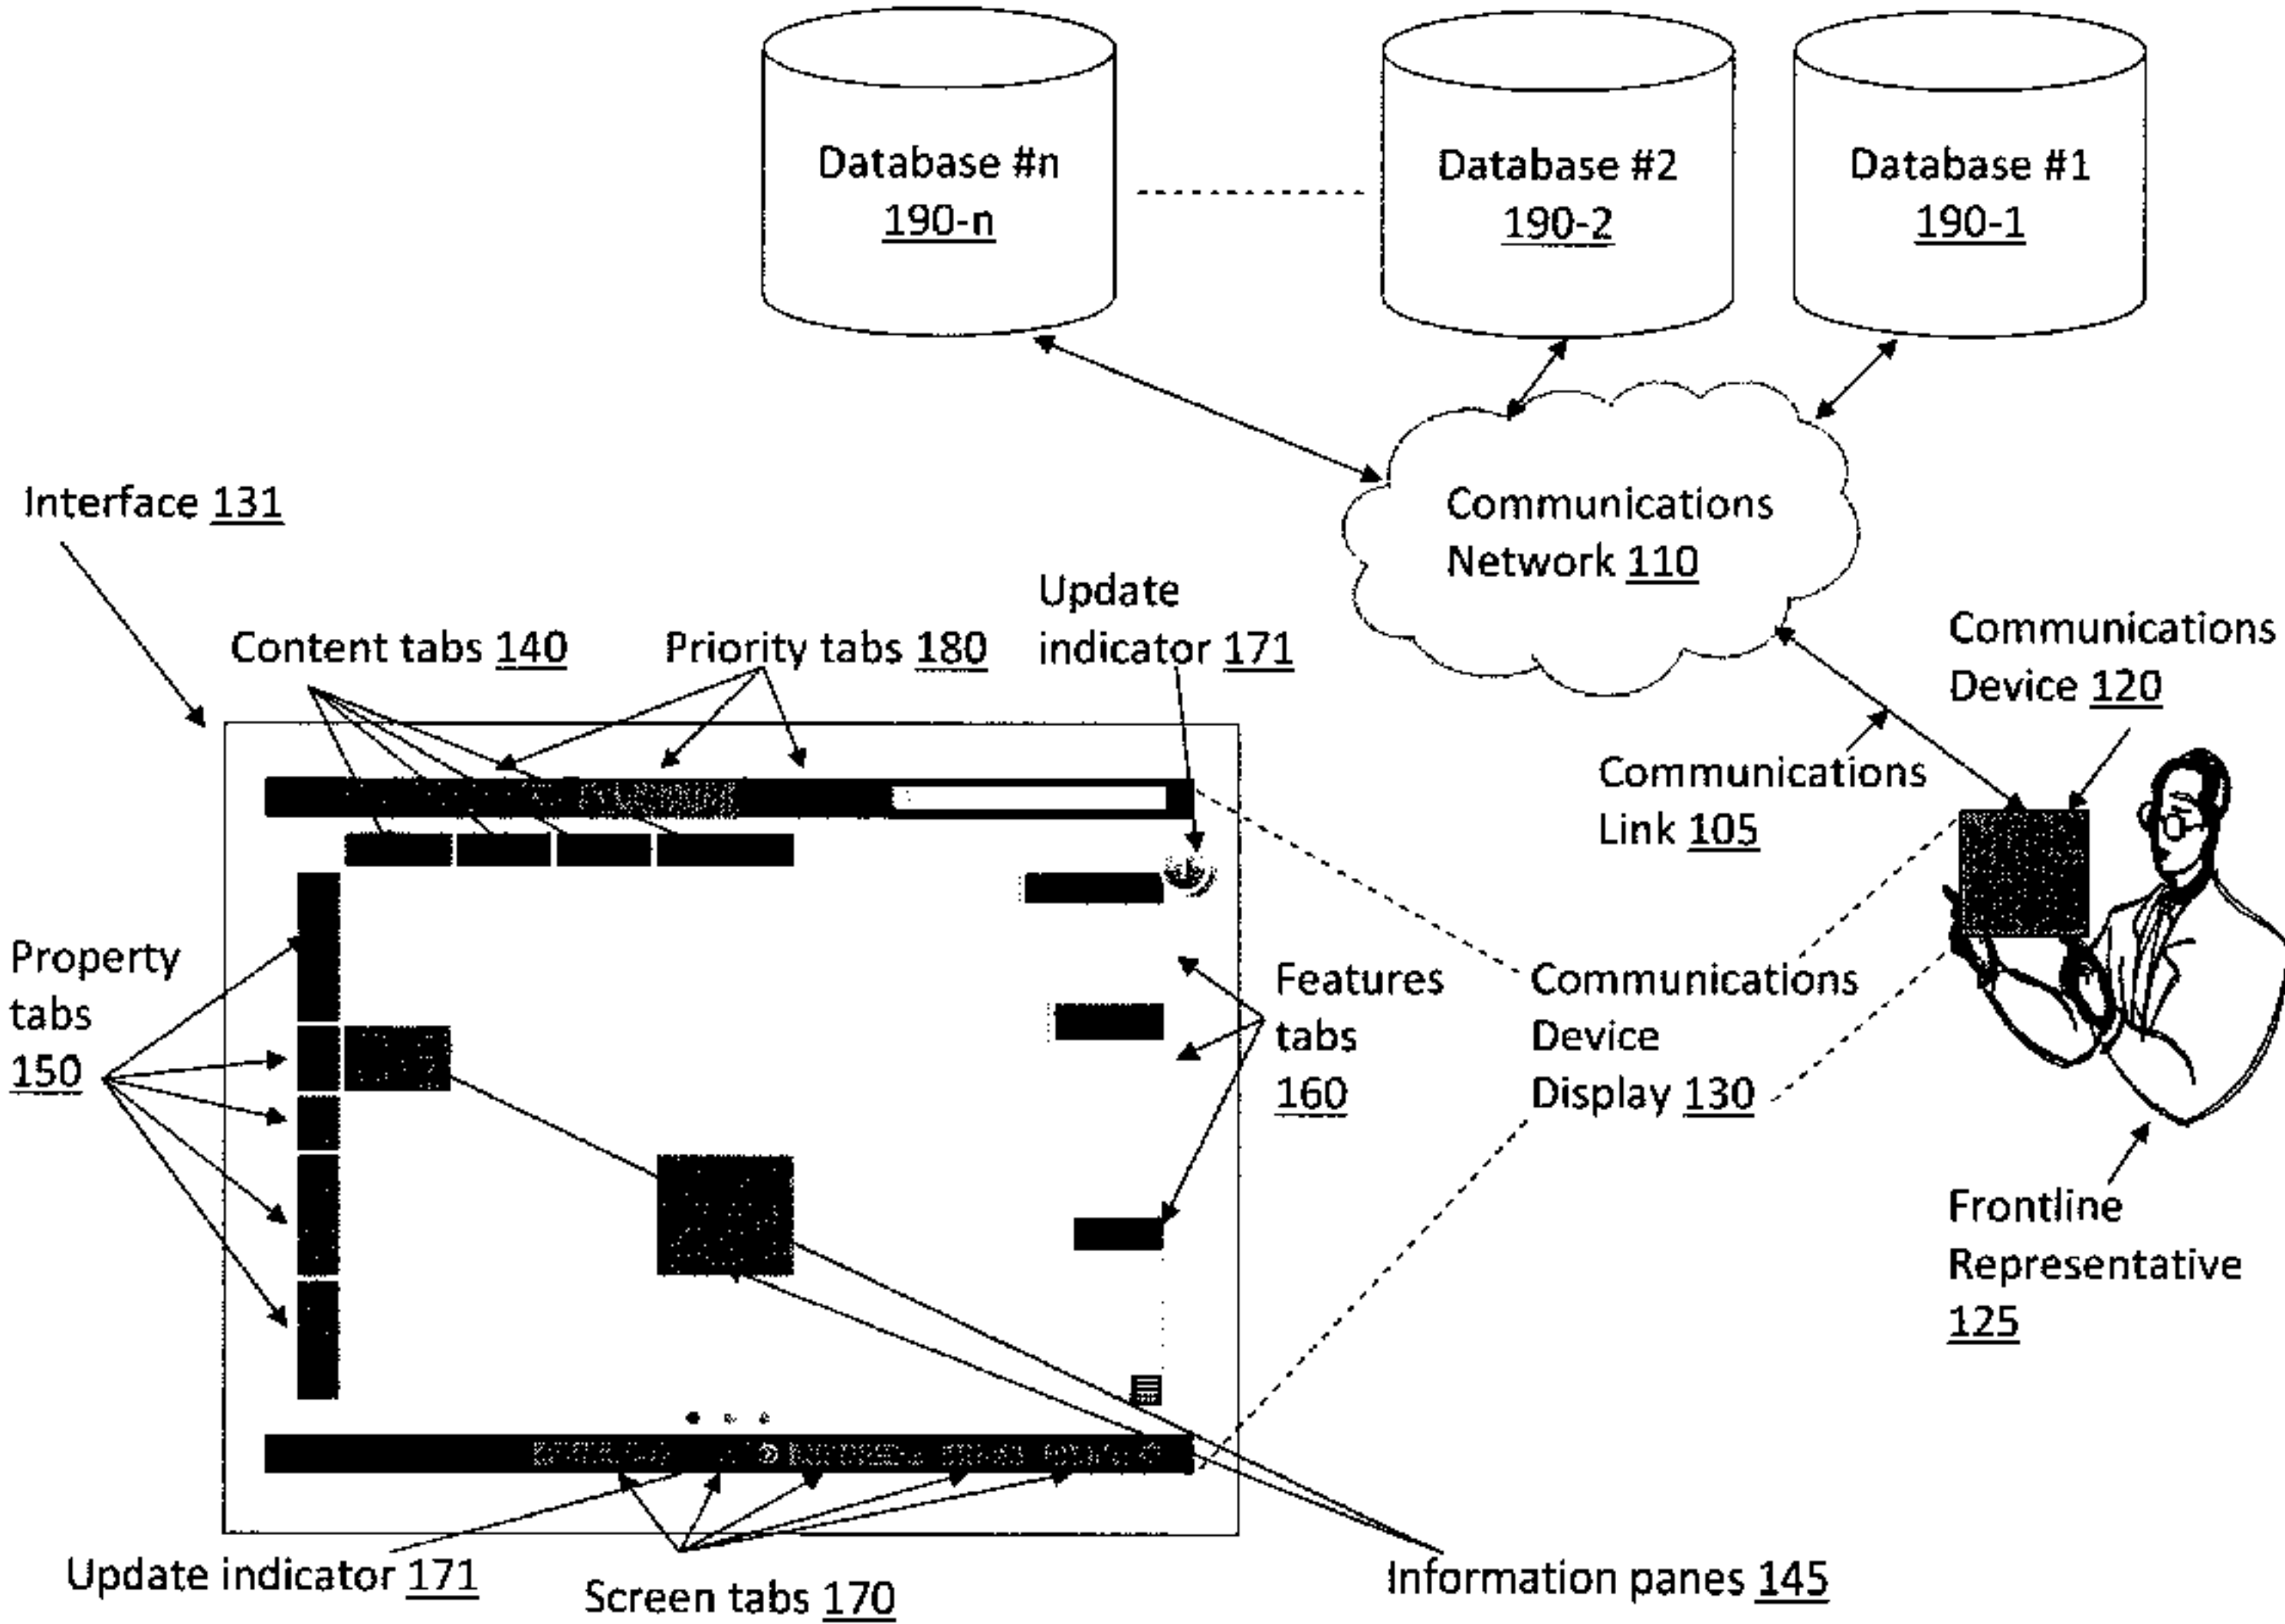 Database #n
190-n
Database #2
190-2
Database #1
190-1
Interface 131
Communications
Network 110
Update
indicator 171
Content tabs 140
Priority tabs 180
Communications
Device 120
Communications
Link 105
Property
tabs
150
Features
tabs
160
Communications
Device
Display 130
Frontline
Representative
125
Update indicator 171
Screen tabs 170
Information panes 145